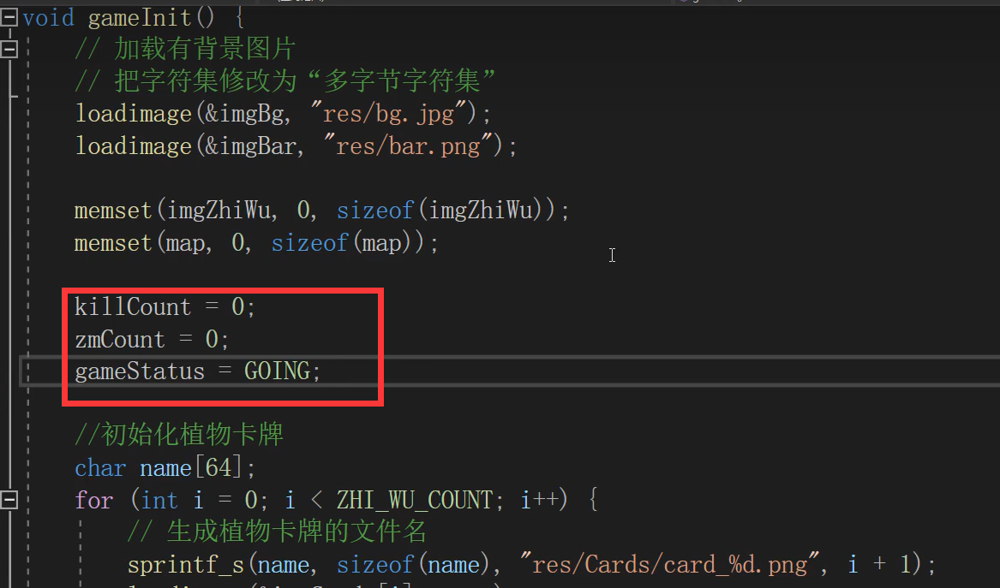 void gameInit() {
// 加载有背景图片
// 把字符集修改为“多字节字符集”
loadimage(&imgBg, "res/bg.jpg");
loadimage(&imgBar, "res/bar.png");
memset(imgZhiWu, 0, sizeof(imgZhiWu));
memset(map, 0, sizeof(map));
killCount = 0;
zmCount = 0;
gameStatus = GOING;
//初始化植物卡牌
char name[64];
for (int i = 0; i < ZHI_WU_COUNT; i++) {
// 生成植物卡牌的文件名
sprintf_s(name, sizeof(name), "res/Cards/card_%d.png", i + 1);